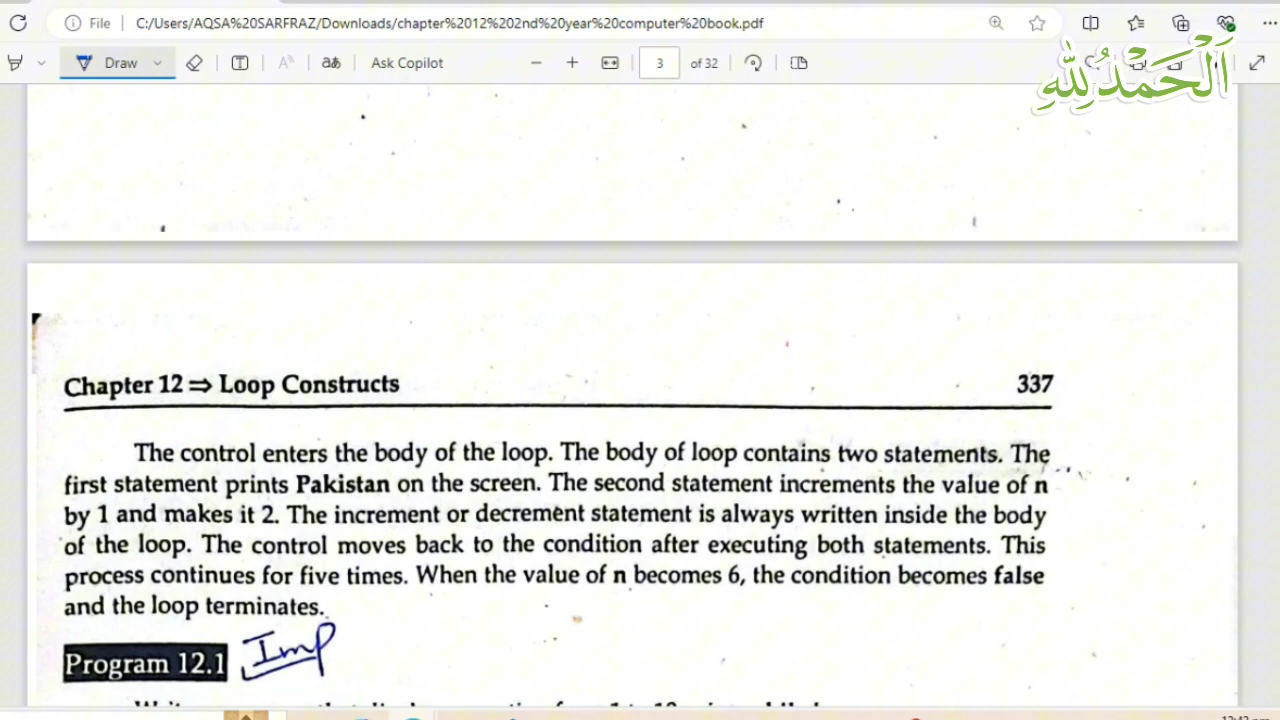 File
C:/Users/AQSA%20SARFRAZ/Downloads/chapter%2012%202nd%20year%20computer%20book.pdf
Draw
Ask Copilot
3 of 32
اَلْحَمْدُلِلّٰهِ
Chapter 12 ⇒ Loop Constructs 337
The control enters the body of the loop. The body of loop contains two statements. The
first statement prints Pakistan on the screen. The second statement increments the value of n
by 1 and makes it 2. The increment or decrement statement is always written inside the body
of the loop. The control moves back to the condition after executing both statements. This
process continues for five times. When the value of n becomes 6, the condition becomes false
and the loop terminates.
Program 12.1 Imp